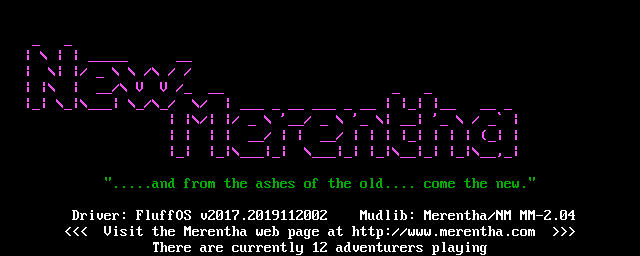 New
Merentha
".....and from the ashes of the old.... come the new."
Driver: FluffOS v2017.2019112002    Mudlib: Merentha/NM MM-2.04
<<<  Visit the Merentha web page at http://www.merentha.com  >>>
There are currently 12 adventurers playing